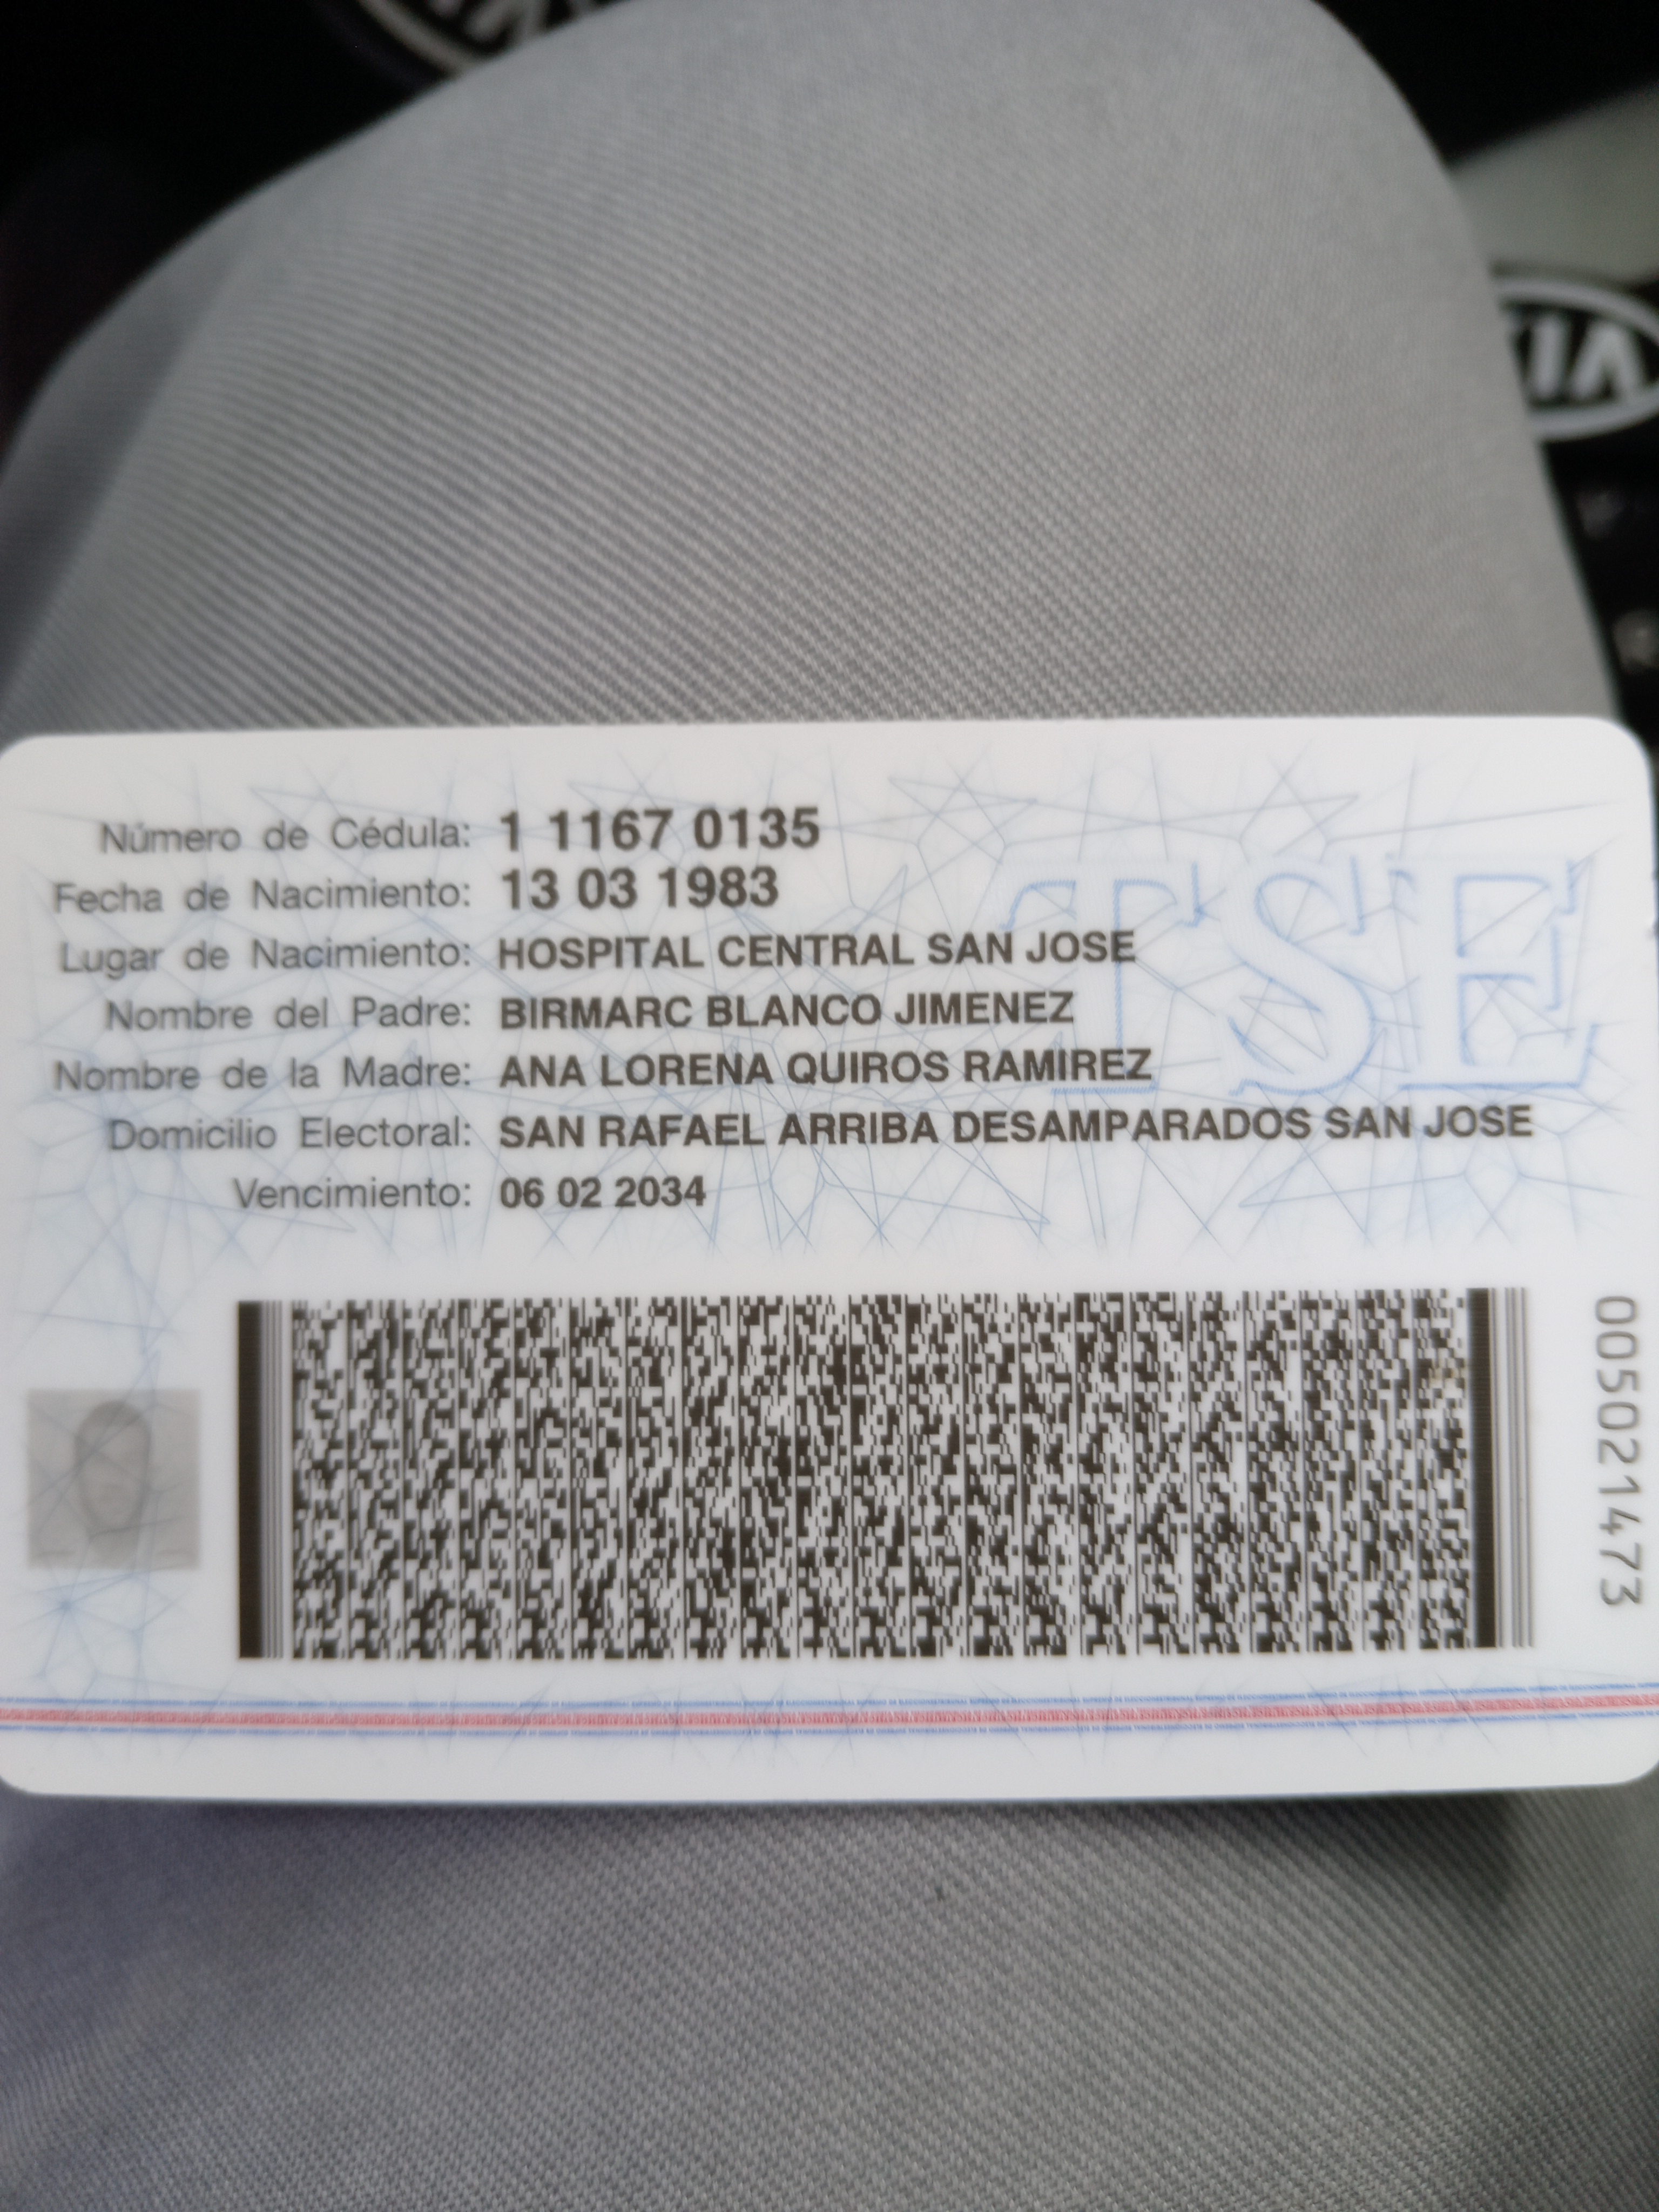 KIA
Número de Cédula: 1 1167 0135
Fecha de Nacimiento: 13 03 1983
Lugar de Nacimiento: HOSPITAL CENTRAL SAN JOSE
Nombre del Padre: BIRMARC BLANCO JIMENEZ
Nombre de la Madre: ANA LORENA QUIROS RAMIREZ
Domicilio Electoral: SAN RAFAEL ARRIBA DESAMPARADOS SAN JOSE
Vencimiento: 06 02 2034
TSE
005021473